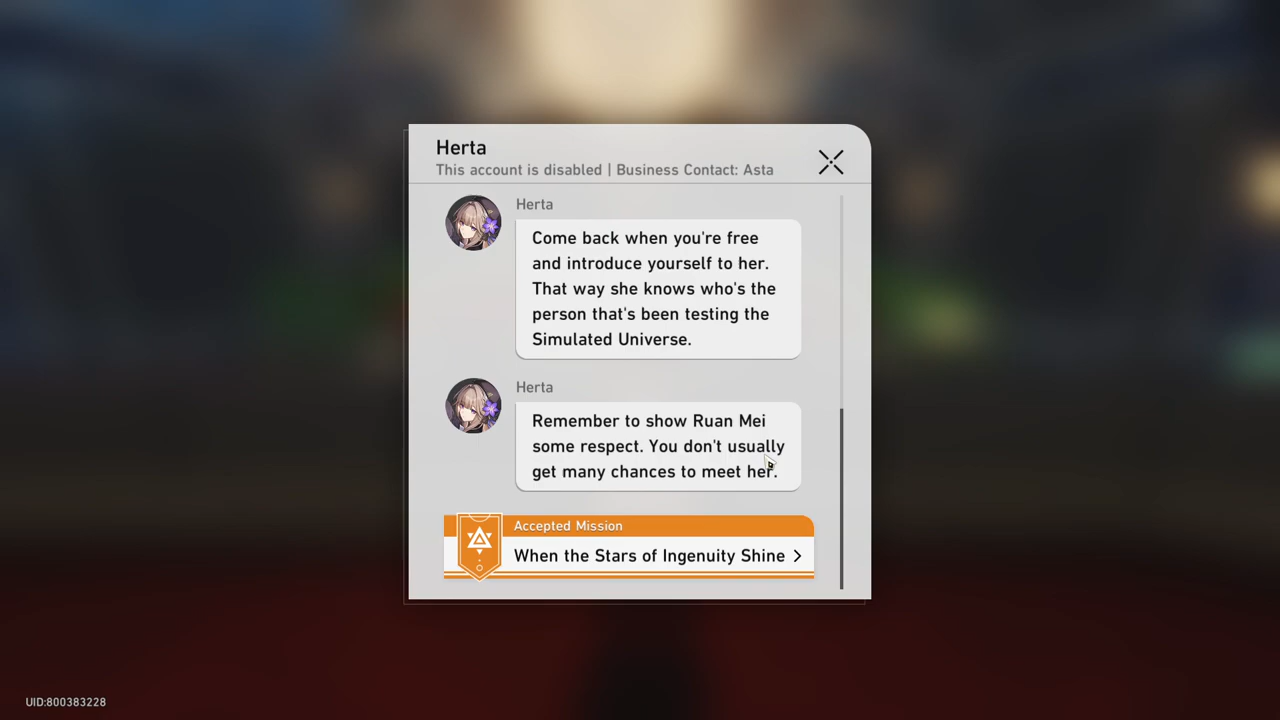 Herta
This account is disabled | Business Contact: Asta
Herta
Come back when you're free
and introduce yourself to her.
That way she knows who's the
person that's been testing the
Simulated Universe.
Herta
Remember to show Ruan Mei
some respect. You don't usually
get many chances to meet her.
Accepted Mission
When the Stars of Ingenuity Shine
UID:800383228